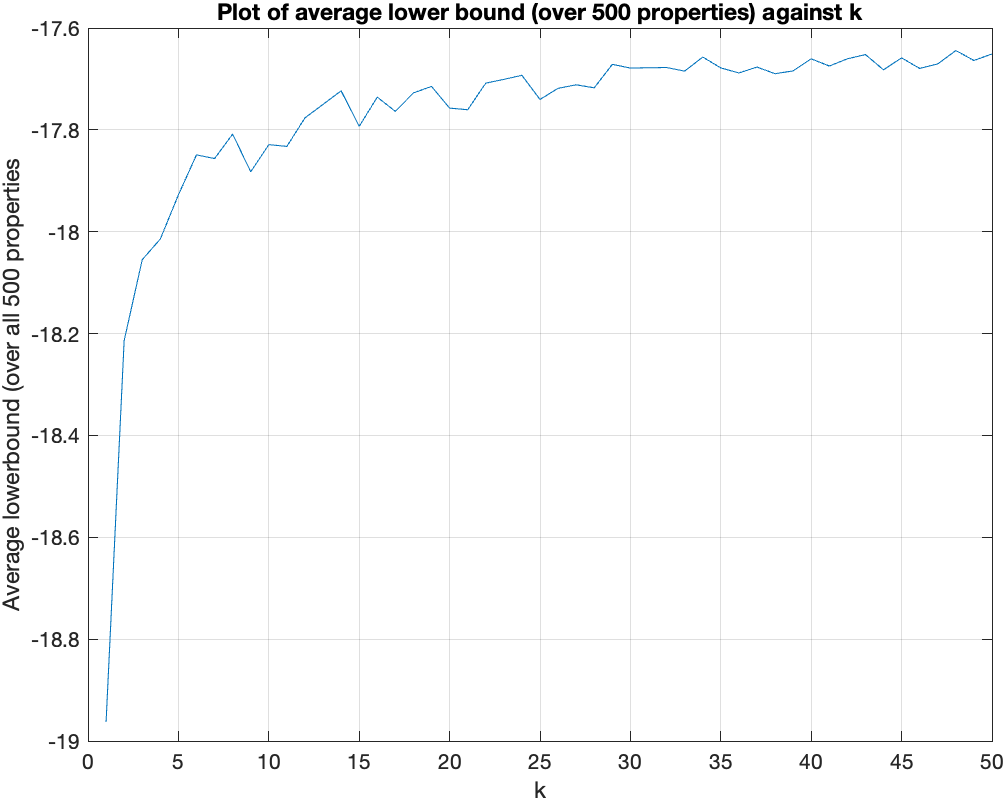 Plot of average lower bound (over 500 properties) against k
Average lowerbound (over all 500 properties
-17.6
-17.8
-18
-18.2
-18.4
-18.6
-18.8
-19
0 5 10 15 20 25 30 35 40 45 50
k